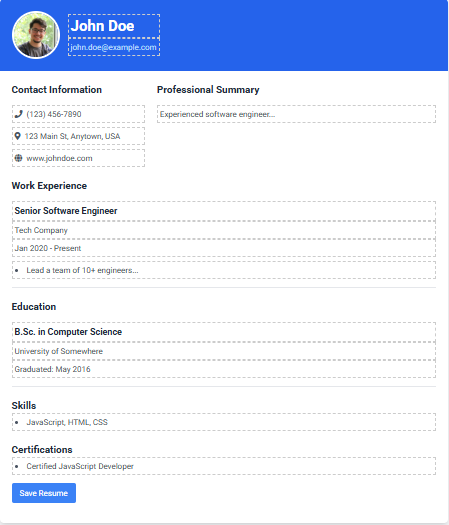 John Doe
john.doe@example.com
Contact Information
(123) 456-7890
123 Main St, Anytown, USA
www.johndoe.com
Professional Summary
Experienced software engineer...
Work Experience
Senior Software Engineer
Tech Company
Jan 2020 - Present
• Lead a team of 10+ engineers...
Education
B.Sc. in Computer Science
University of Somewhere
Graduated: May 2016
Skills
• JavaScript, HTML, CSS
Certifications
• Certified JavaScript Developer
Save Resume